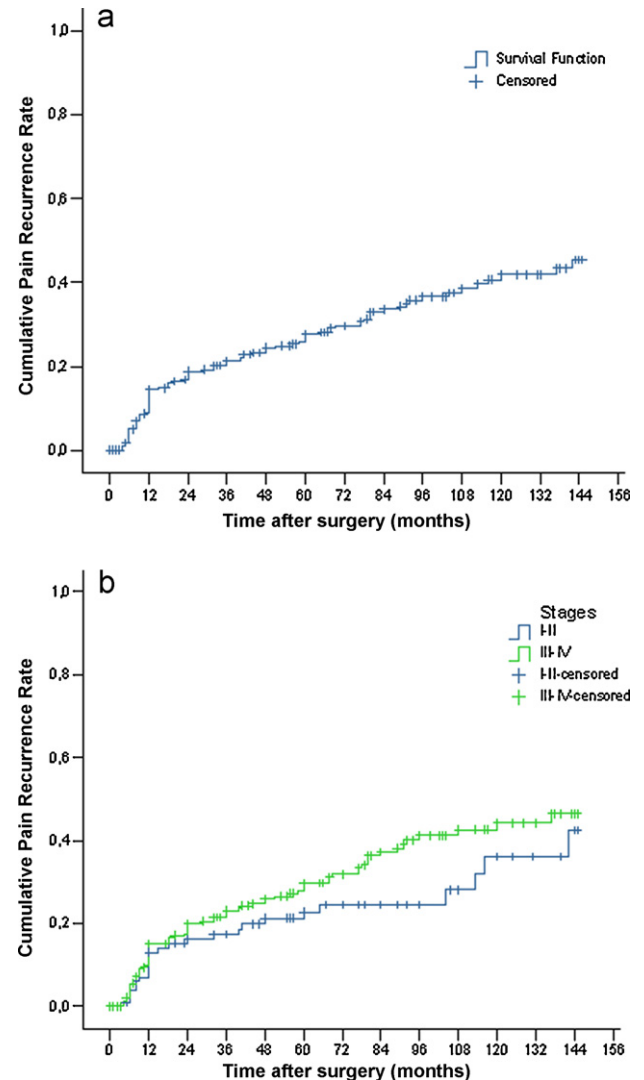 a
1,0
0,8
0,6
0,4
0,2
0,0
Cumulative Pain Recurrence Rate
Survival Function
Censored
0 12 24 36 48 60 72 84 96 108 120 132 144 156
Time after surgery (months)
b
1,0
0,8
0,6
0,4
0,2
0,0
Cumulative Pain Recurrence Rate
Stages
I-II
III-IV
I-II-censored
III-IV-censored
0 12 24 36 48 60 72 84 96 108 120 132 144 156
Time after surgery (months)